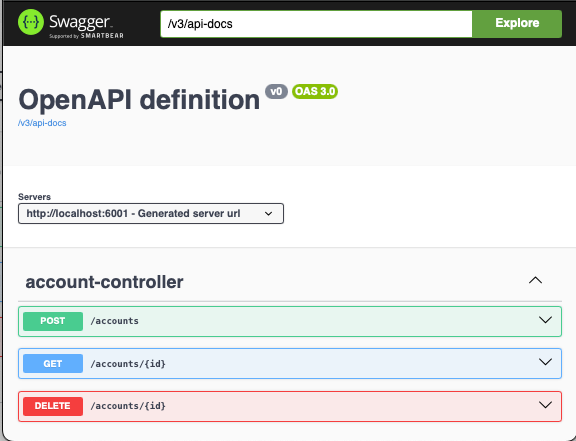 Swagger
Supported by SMARTBEAR
/v3/api-docs
Explore
OpenAPI definition v0 OAS 3.0
/v3/api-docs
Servers
http://localhost:6001 - Generated server url
account-controller
POST /accounts
GET /accounts/{id}
DELETE /accounts/{id}